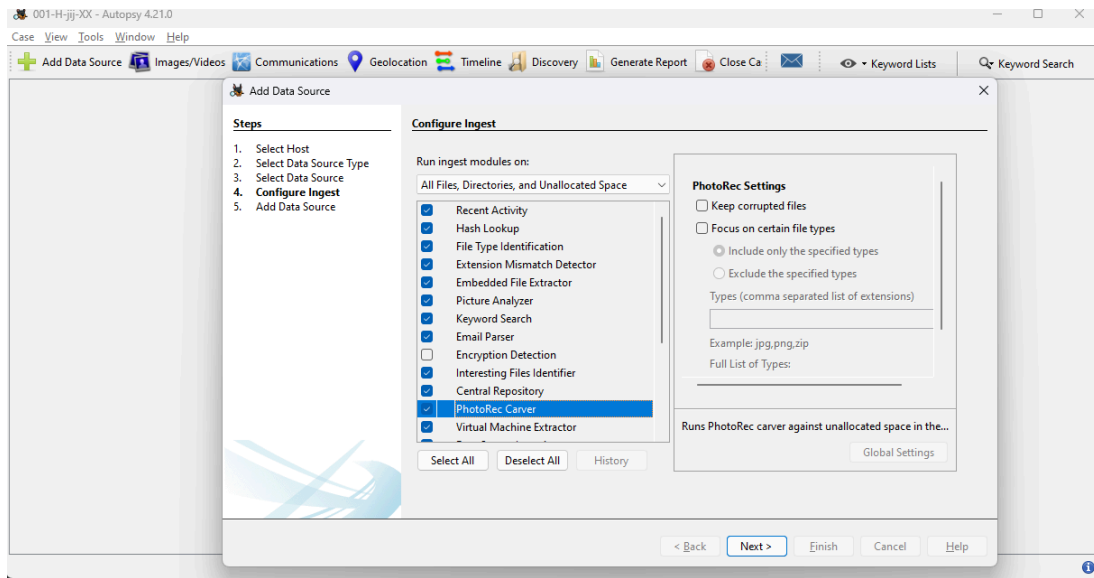 001-H-jij-XX - Autopsy 4.21.0
Case View Tools Window Help
Add Data Source Images/Videos Communications Geolocation Timeline Discovery Generate Report Close Ca Keyword Lists Keyword Search
Add Data Source
Steps
1. Select Host
2. Select Data Source Type
3. Select Data Source
4. Configure Ingest
5. Add Data Source
Configure Ingest
Run ingest modules on:
All Files, Directories, and Unallocated Space
Recent Activity
Hash Lookup
File Type Identification
Extension Mismatch Detector
Embedded File Extractor
Picture Analyzer
Keyword Search
Email Parser
Encryption Detection
Interesting Files Identifier
Central Repository
PhotoRec Carver
Virtual Machine Extractor
Select All Deselect All History
PhotoRec Settings
Keep corrupted files
Focus on certain file types
Include only the specified types
Exclude the specified types
Types (comma separated list of extensions)
Example: jpg,png,zip
Full List of Types:
Runs PhotoRec carver against unallocated space in the...
Global Settings
< Back Next > Finish Cancel Help